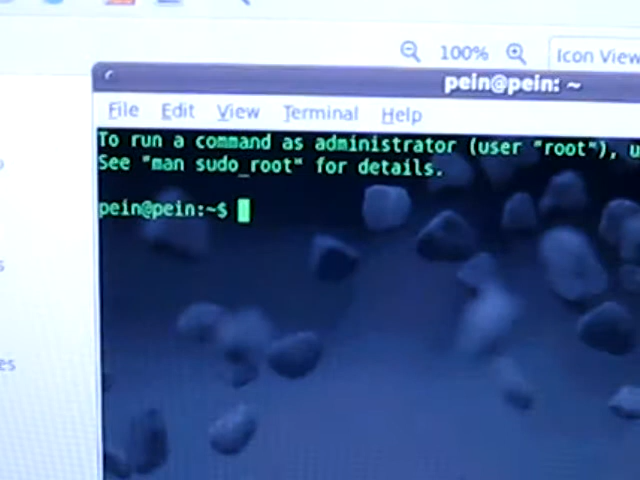 100% Icon View
pein@pein: ~
File Edit View Terminal Help
To run a command as administrator (user "root"), u
See "man sudo_root" for details.
pein@pein:~$
s
es